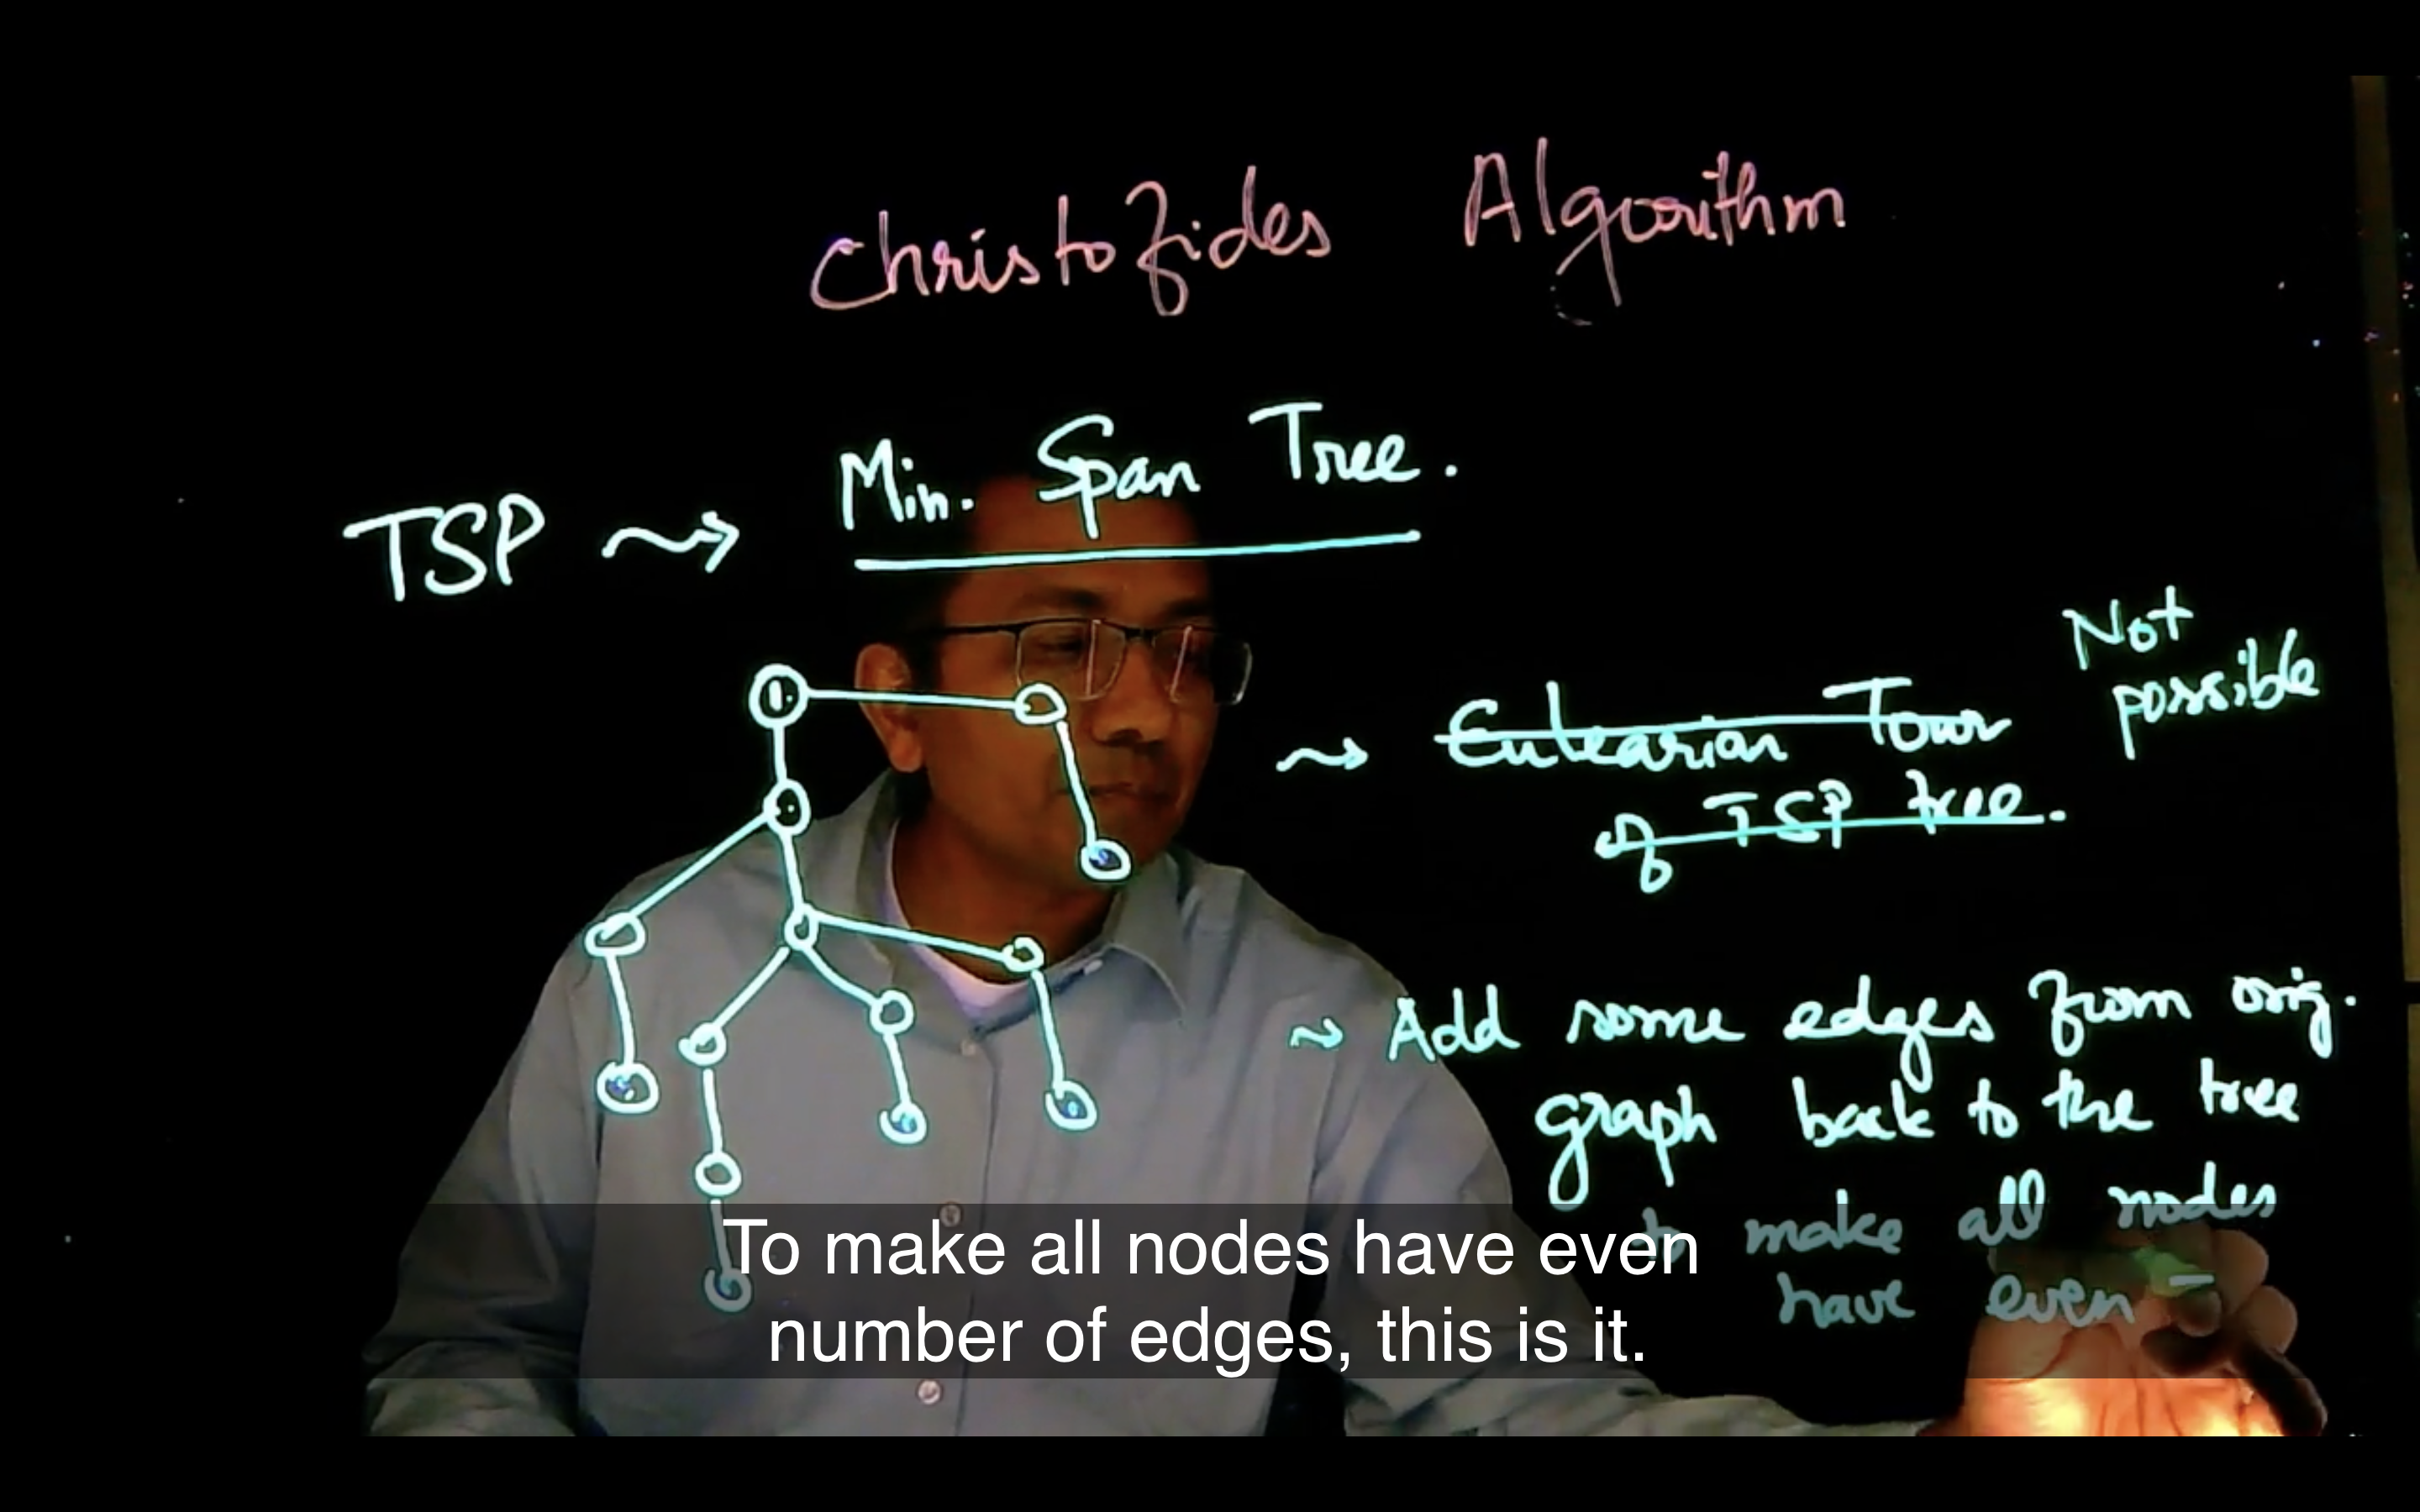 Christofides Algorithm
TSP ⇝ Min. Span Tree.
Not
possible
⇝ Eulearian Tour
of TSP tree.
⇝ Add some edges from orig.
graph back to the tree
to make all nodes
have even
To make all nodes have even
number of edges, this is it.